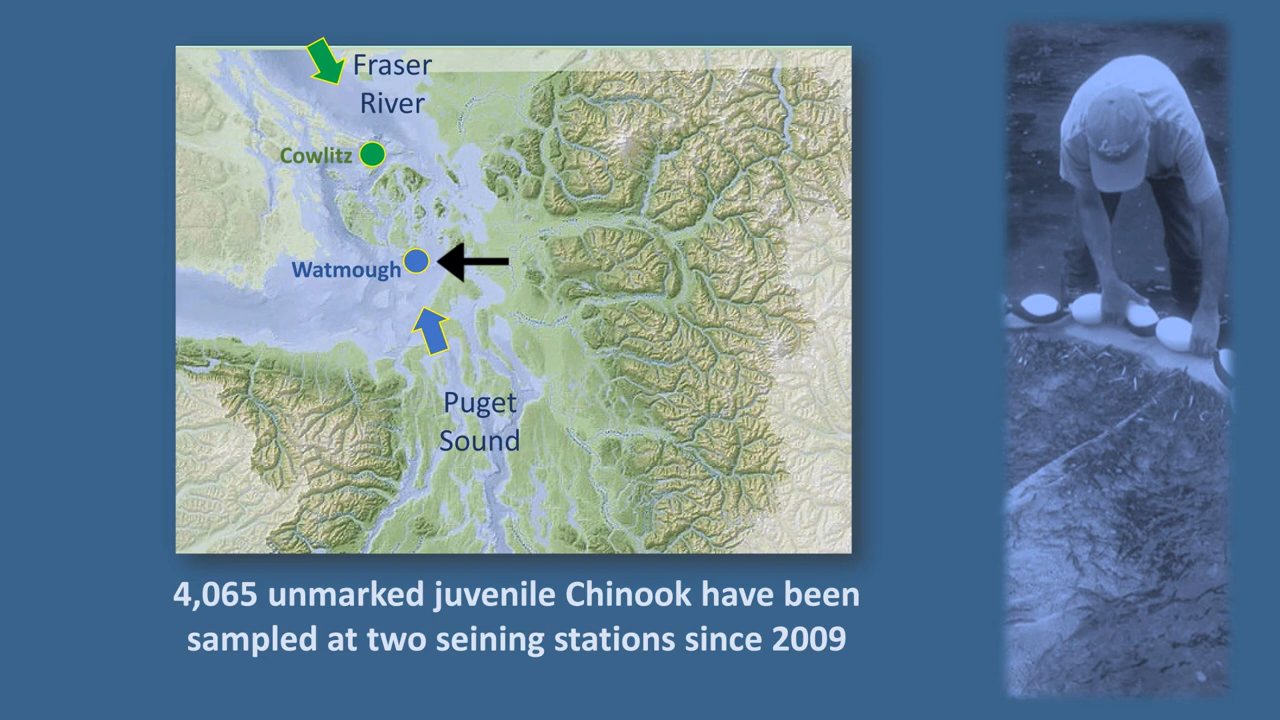 Fraser
River
Cowlitz
Watmough
Puget
Sound
4,065 unmarked juvenile Chinook have been
sampled at two seining stations since 2009